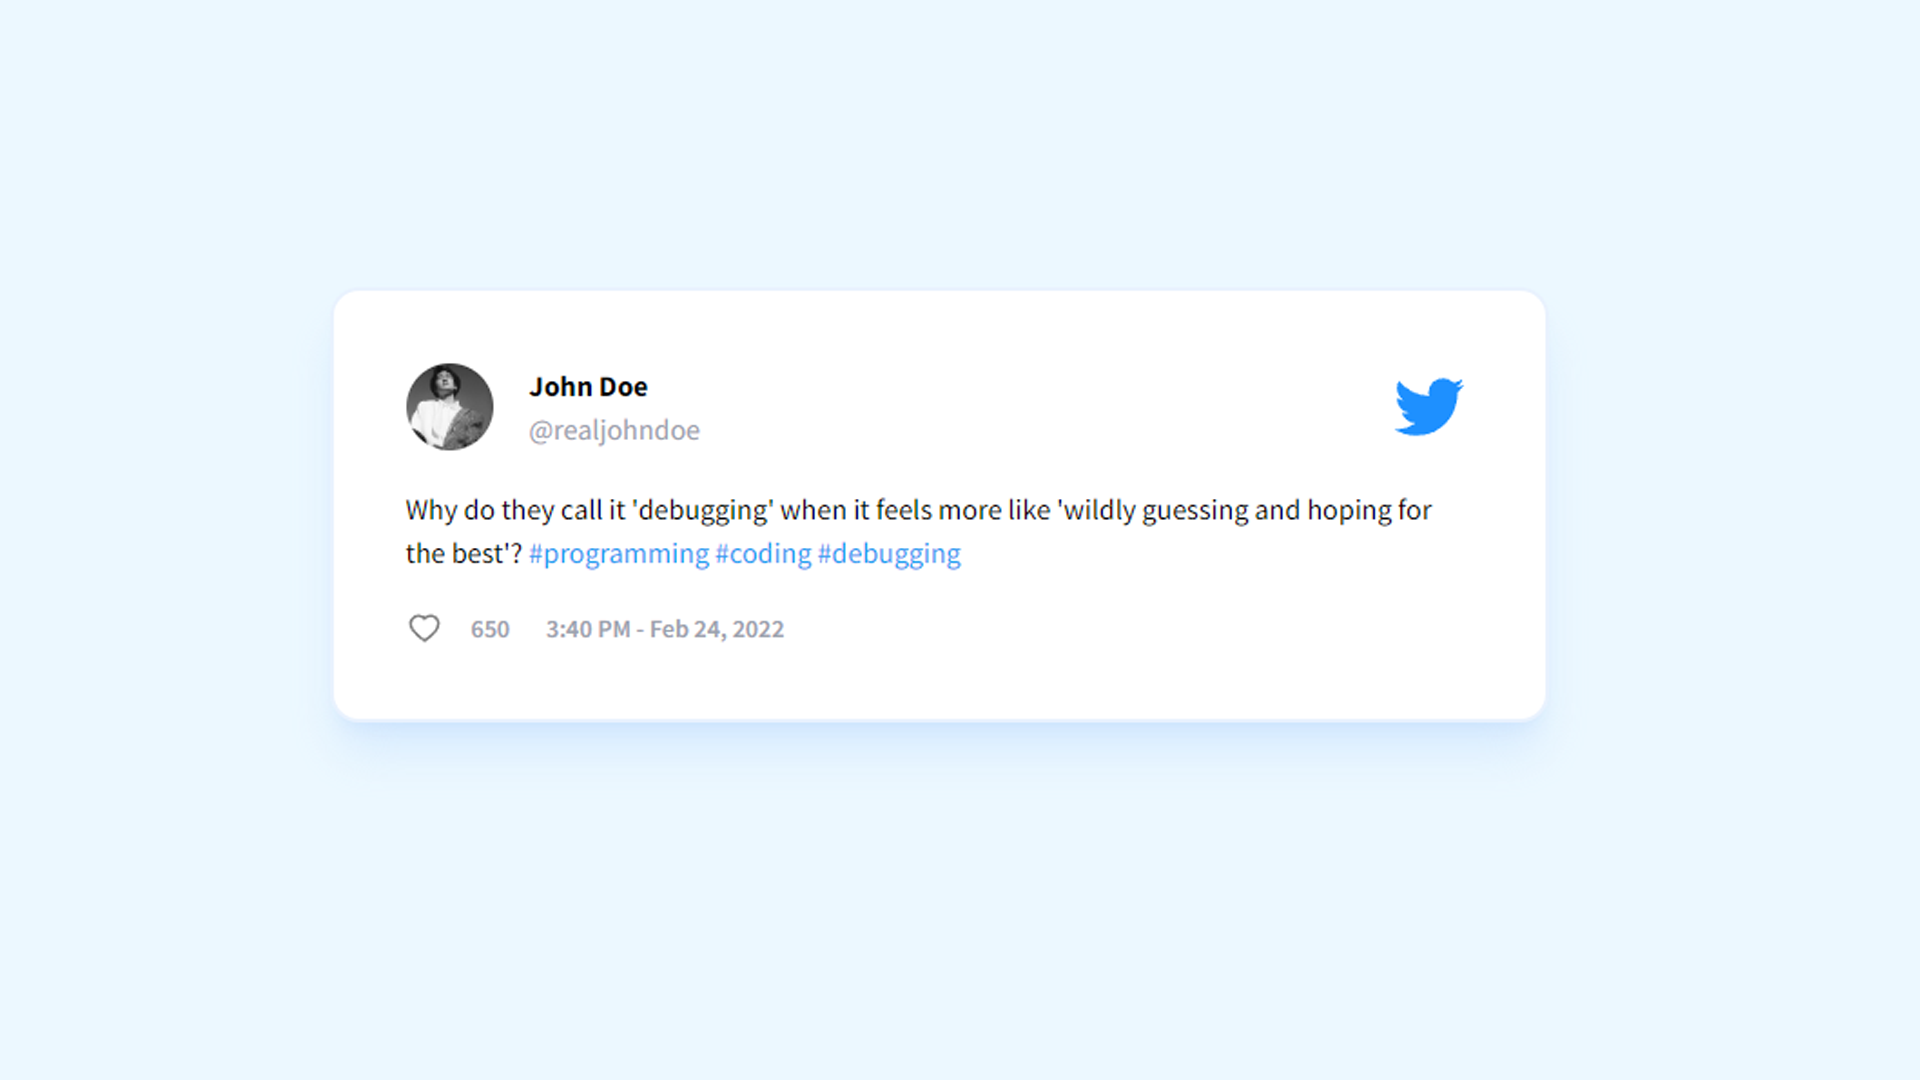 John Doe
@realjohndoe
Why do they call it 'debugging' when it feels more like 'wildly guessing and hoping for
the best'? #programming #coding #debugging
650 3:40 PM - Feb 24, 2022